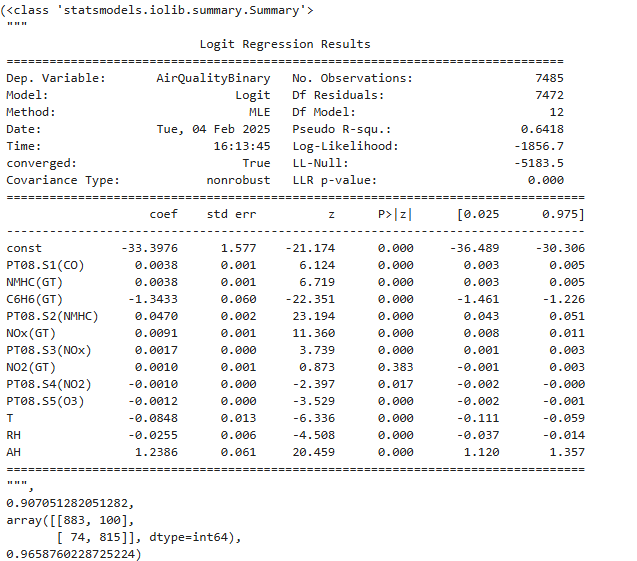 (<class 'statsmodels.iolib.summary.Summary'>
"""
Logit Regression Results
==============================================================================
Dep. Variable: AirQualityBinary No. Observations: 7485
Model: Logit Df Residuals: 7472
Method: MLE Df Model: 12
Date: Tue, 04 Feb 2025 Pseudo R-squ.: 0.6418
Time: 16:13:45 Log-Likelihood: -1856.7
converged: True LL-Null: -5183.5
Covariance Type: nonrobust LLR p-value: 0.000
=================================================================================
coef std err z P>|z| [0.025 0.975]
---------------------------------------------------------------------------------
const -33.3976 1.577 -21.174 0.000 -36.489 -30.306
PT08.S1(CO) 0.0038 0.001 6.124 0.000 0.003 0.005
NMHC(GT) 0.0038 0.001 6.719 0.000 0.003 0.005
C6H6(GT) -1.3433 0.060 -22.351 0.000 -1.461 -1.226
PT08.S2(NMHC) 0.0470 0.002 23.194 0.000 0.043 0.051
NOx(GT) 0.0091 0.001 11.360 0.000 0.008 0.011
PT08.S3(NOx) 0.0017 0.000 3.739 0.000 0.001 0.003
NO2(GT) 0.0010 0.001 0.873 0.383 -0.001 0.003
PT08.S4(NO2) -0.0010 0.000 -2.397 0.017 -0.002 -0.000
PT08.S5(O3) -0.0012 0.000 -3.529 0.000 -0.002 -0.001
T -0.0848 0.013 -6.336 0.000 -0.111 -0.059
RH -0.0255 0.006 -4.508 0.000 -0.037 -0.014
AH 1.2386 0.061 20.459 0.000 1.120 1.357
=================================================================================
""",
0.907051282051282,
array([[883, 100],
[ 74, 815]], dtype=int64),
0.9658760228725224)